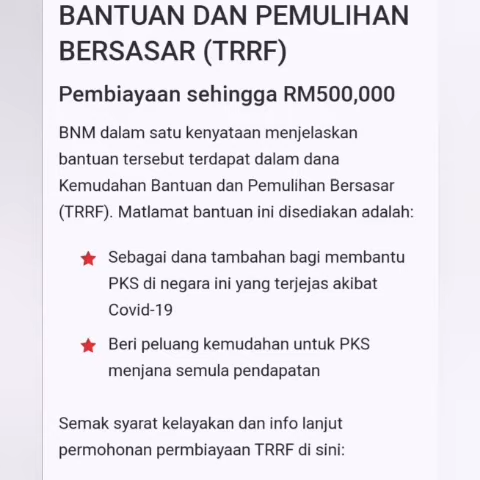 BANTUAN DAN PEMULIHAN
BERSASAR (TRRF)
Pembiayaan sehingga RM500,000
BNM dalam satu kenyataan menjelaskan
bantuan tersebut terdapat dalam dana
Kemudahan Bantuan dan Pemulihan Bersasar
(TRRF). Matlamat bantuan ini disediakan adalah:
Sebagai dana tambahan bagi membantu
PKS di negara ini yang terjejas akibat
Covid-19
Beri peluang kemudahan untuk PKS
menjana semula pendapatan
Semak syarat kelayakan dan info lanjut
permohonan permbiayaan TRRF di sini: